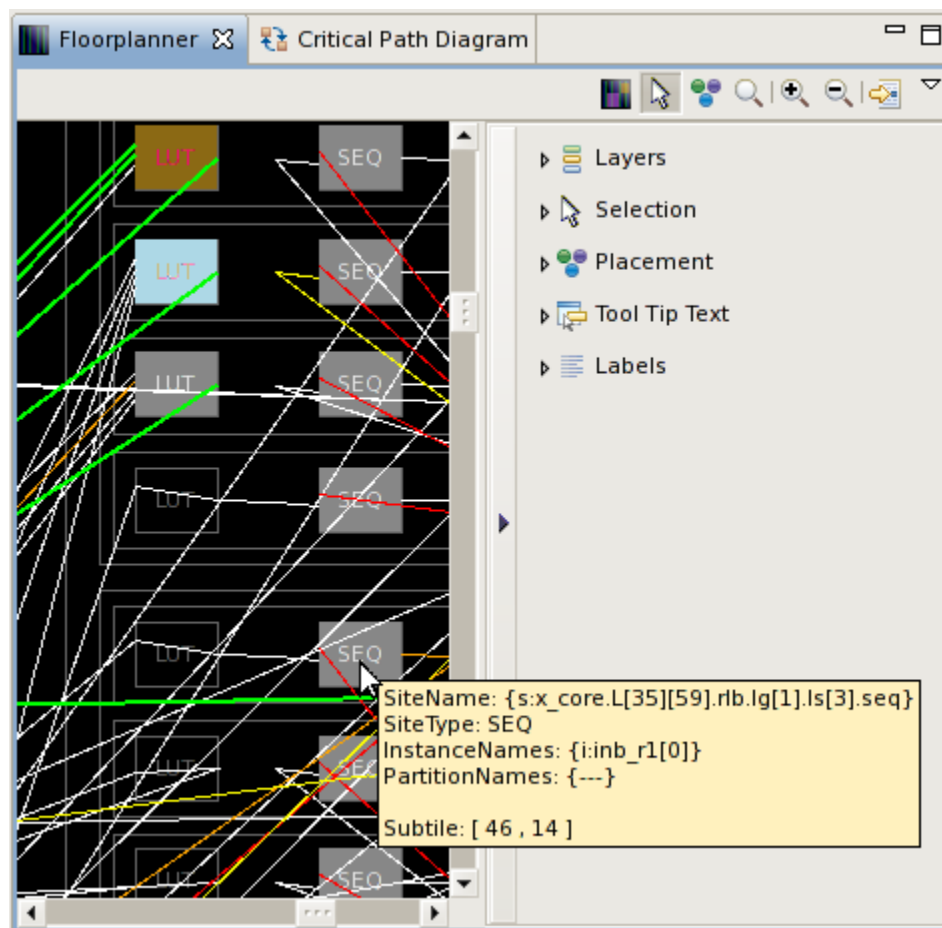 Floorplanner
Critical Path Diagram
LUT SEQ
LUT SEQ
LUT SEQ
LUT SEQ
LUT SEQ
LUT SEQ
LUT SEQ
Layers
Selection
Placement
Tool Tip Text
Labels
SiteName: {s:x_core.L[35][59].rlb.lg[1].ls[3].seq}
SiteType: SEQ
InstanceNames: {i:inb_r1[0]}
PartitionNames: {---}
Subtile: [ 46 , 14 ]